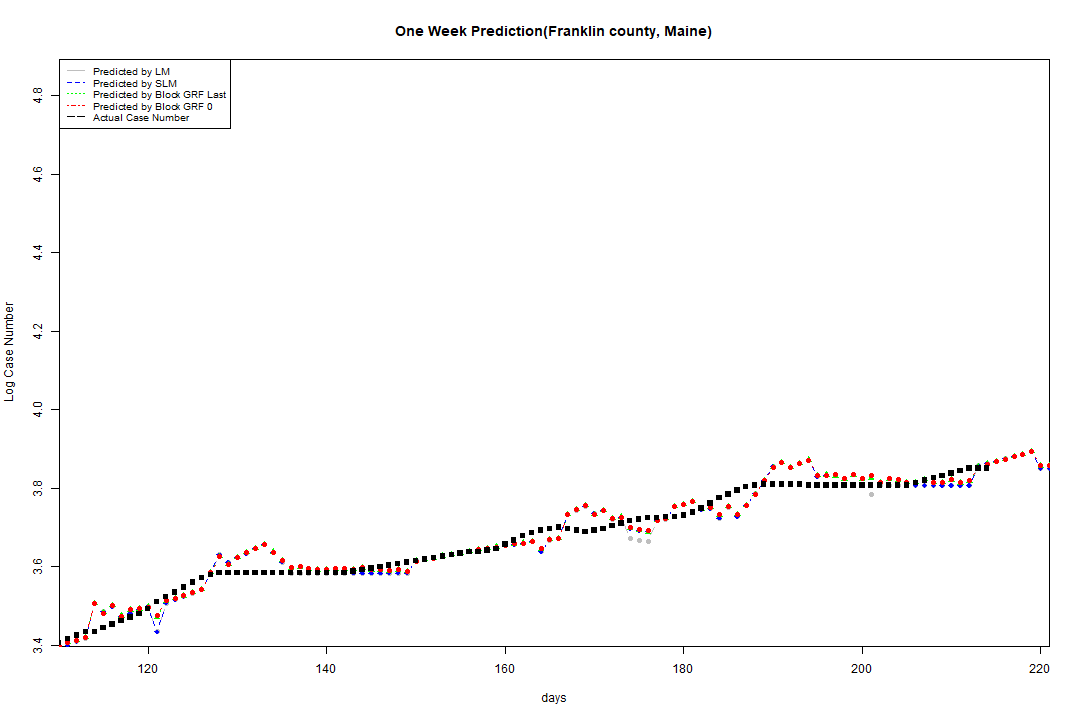 One Week Prediction(Franklin county, Maine)
Predicted by LM
Predicted by SLM
Predicted by Block GRF Last
Predicted by Block GRF 0
Actual Case Number
4.8
4.6
4.4
4.2
4.0
3.8
3.6
3.4
Log Case Number
120 140 160 180 200 220
days